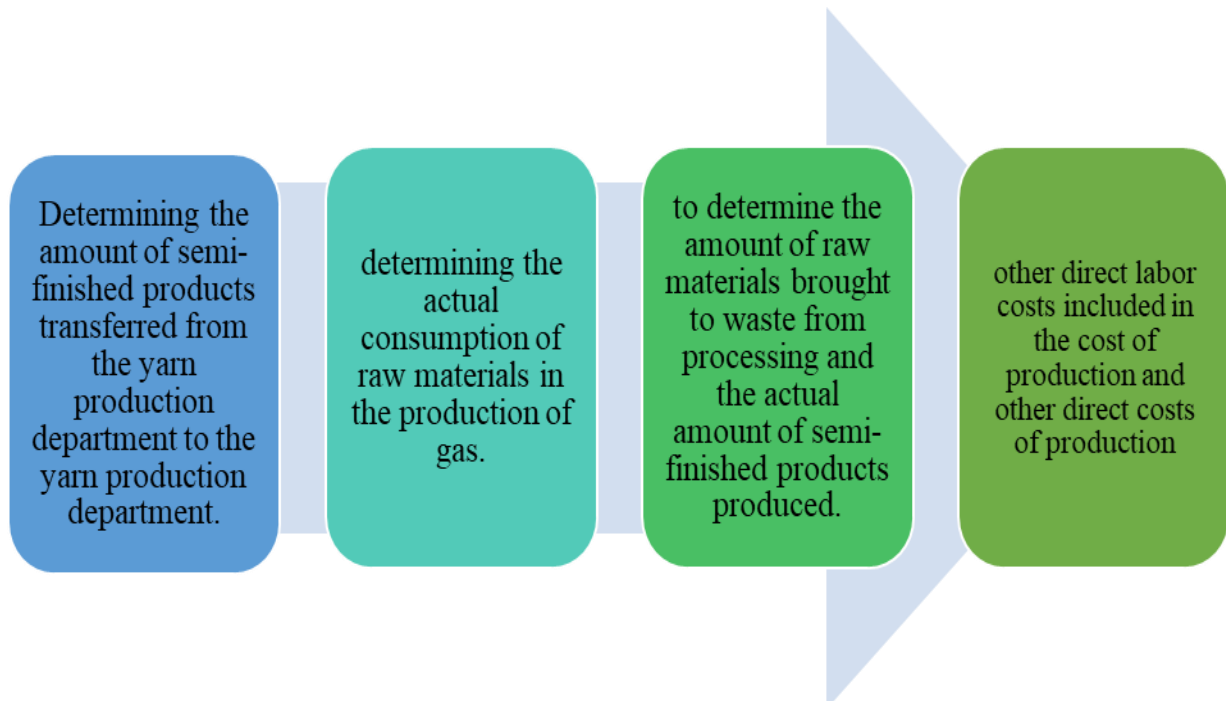 Determining the
amount of semi-
finished products
transferred from
the yarn
production
department to the
yarn production
department.
determining the
actual
consumption of
raw materials in
the production of
gas.
to determine the
amount of raw
materials brought
to waste from
processing and
the actual
amount of semi-
finished products
produced.
other direct labor
costs included in
the cost of
production and
other direct costs
of production